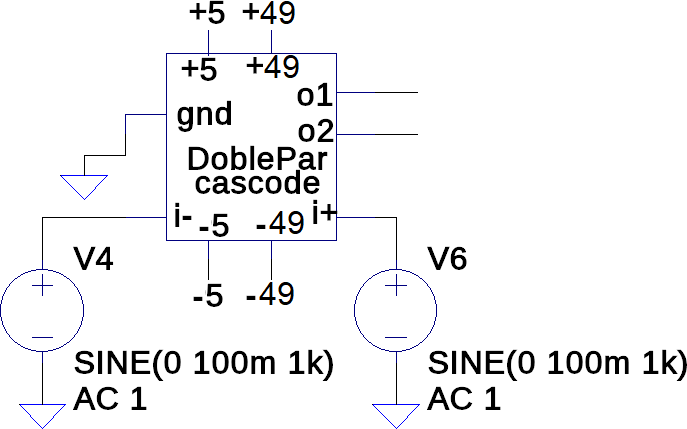 +5 +49
+5 +49
o1
gnd
o2
DoblePar
cascode
i- i+
-5 -49
V4 V6
-5 -49
SINE(0 100m 1k) SINE(0 100m 1k)
AC 1 AC 1